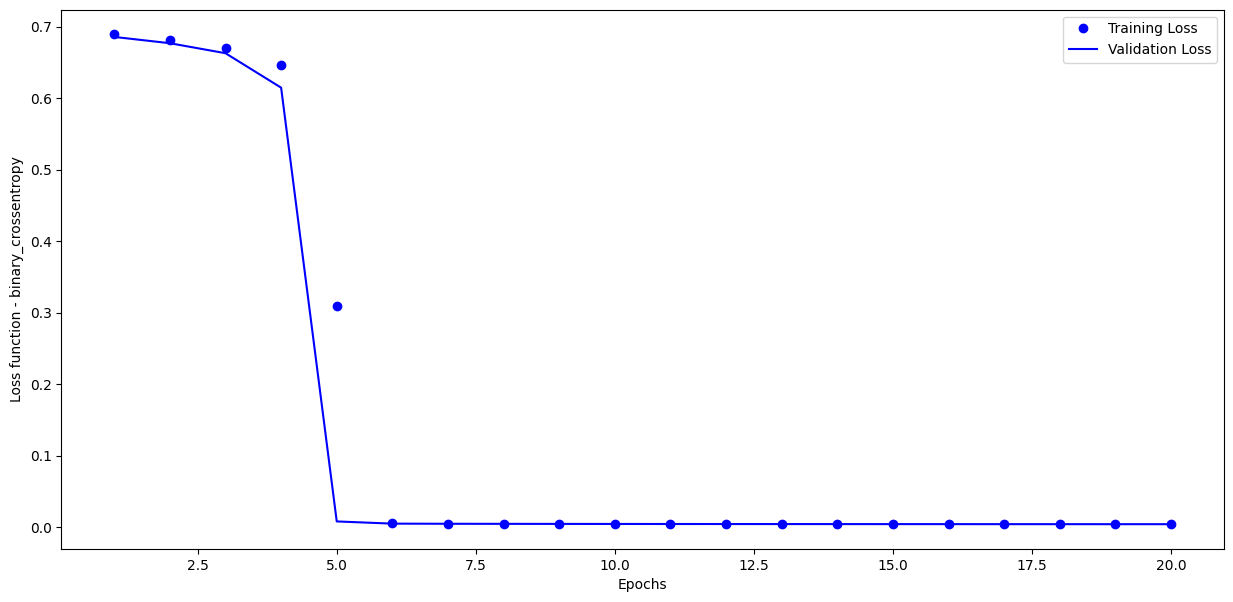 0.7
0.6
0.5
0.4
0.3
0.2
0.1
0.0
Loss function - binary_crossentropy
Training Loss
Validation Loss
2.5 5.0 7.5 10.0 12.5 15.0 17.5 20.0
Epochs